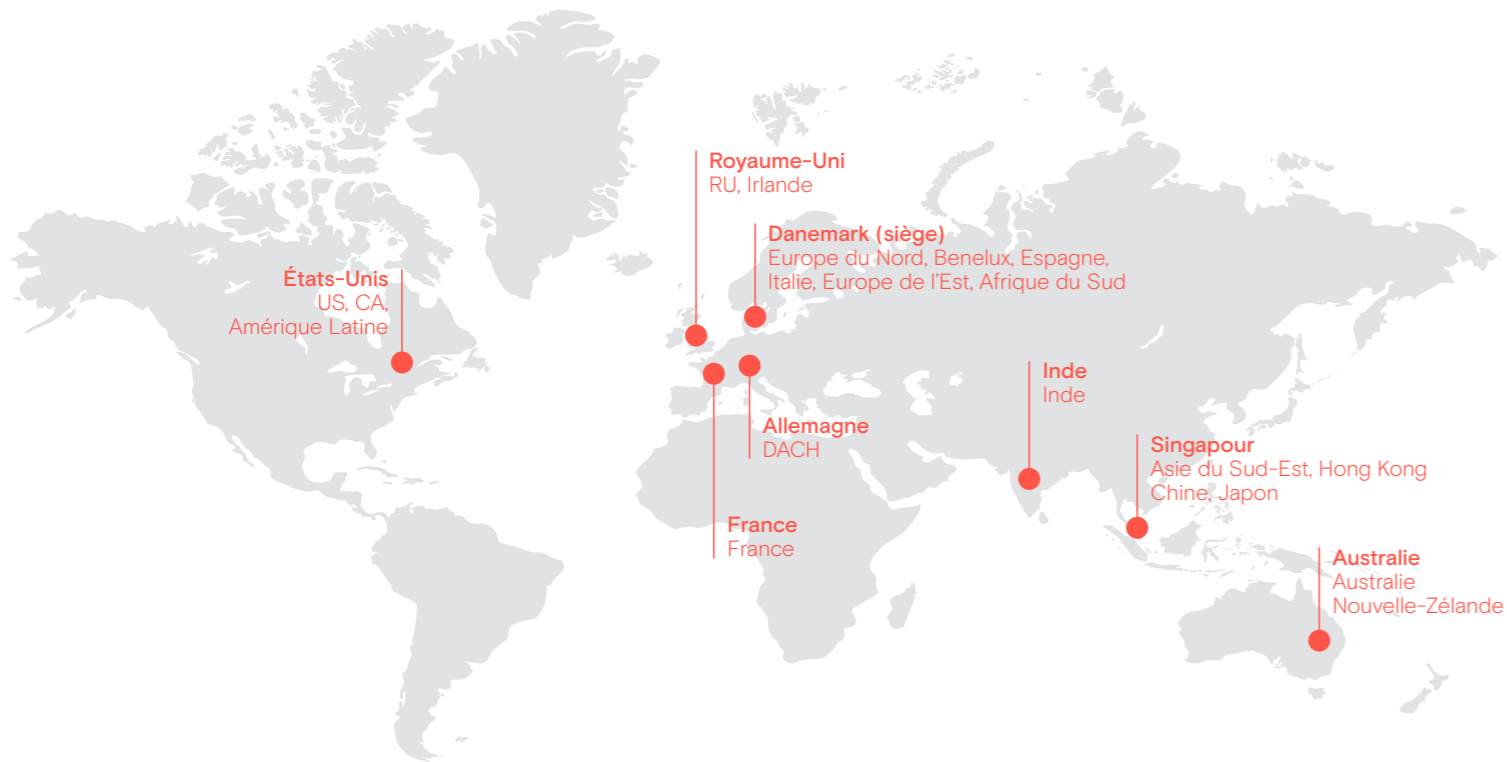 Royaume-Uni
RU, Irlande
Danemark (siège)
Europe du Nord, Benelux, Espagne,
Italie, Europe de l'Est, Afrique du Sud
États-Unis
US, CA,
Amérique Latine
Inde
Inde
Allemagne
DACH
Singapour
Asie du Sud-Est, Hong Kong
Chine, Japon
France
France
Australie
Australie
Nouvelle-Zélande